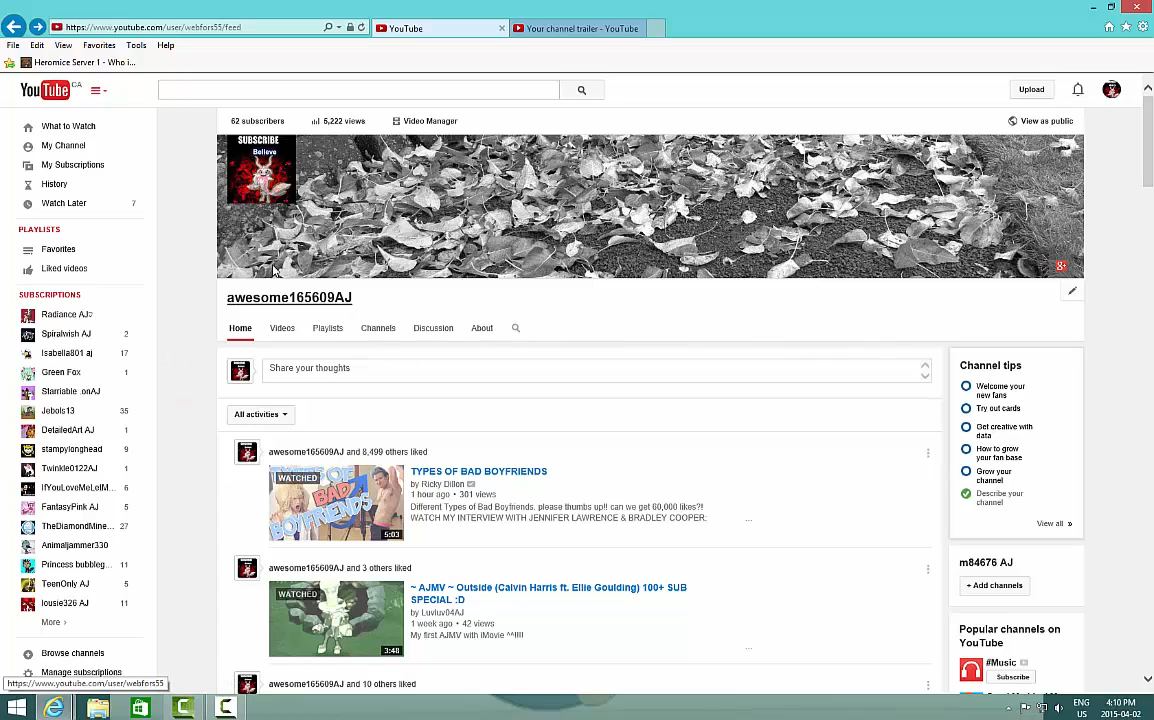 https://www.youtube.com/user/webfors55/feed
YouTube
Your channel trailer - YouTube
File Edit View Favorites Tools Help
Heromice Server 1 - Who i...
YouTube CA
Upload
What to Watch
My Channel
My Subscriptions
History
Watch Later 7
PLAYLISTS
Favorites
Liked videos
SUBSCRIPTIONS
Radiance AJ♡
Spiralwish AJ 2
Isabella801 aj 17
Green Fox 1
Starriable .onAJ
Jebols13 35
DetailedArt AJ 1
stampylonghead 9
Twinkle0122AJ 1
IfYouLoveMeLetM... 6
FantasyPink AJ 1
TheDiamondMine... 27
Animaljammer330
Princess bubbleg... 11
TeenOnly AJ 5
lousie326 AJ 11
More ›
Browse channels
Manage subscriptions
https://www.youtube.com/user/webfors55
62 subscribers 5,222 views Video Manager View as public
SUBSCRIBE
Believe
awesome165609AJ
Home Videos Playlists Channels Discussion About
Share your thoughts
All activities
awesome165609AJ and 8,499 others liked
WATCHED
TYPES OF BAD BOYFRIENDS
5:03
TYPES OF BAD BOYFRIENDS
by Ricky Dillon
1 hour ago • 301 views
Different Types of Bad Boyfriends. please thumbs up!! can we get 60,000 likes?!
WATCH MY INTERVIEW WITH JENNIFER LAWRENCE & BRADLEY COOPER:
...
awesome165609AJ and 3 others liked
WATCHED
3:48
~ AJMV ~ Outside (Calvin Harris ft. Ellie Goulding) 100+ SUB
SPECIAL :D
by Luvluv04AJ
1 week ago • 42 views
My first AJMV with iMovie ^^!!!!
...
awesome165609AJ and 10 others liked
Channel tips
Welcome your
new fans
Try out cards
Get creative with
data
How to grow
your fan base
Grow your
channel
Describe your
channel
View all »
m84676 AJ
+ Add channels
Popular channels on
YouTube
#Music
Subscribe
ENG
US
4:10 PM
2015-04-02